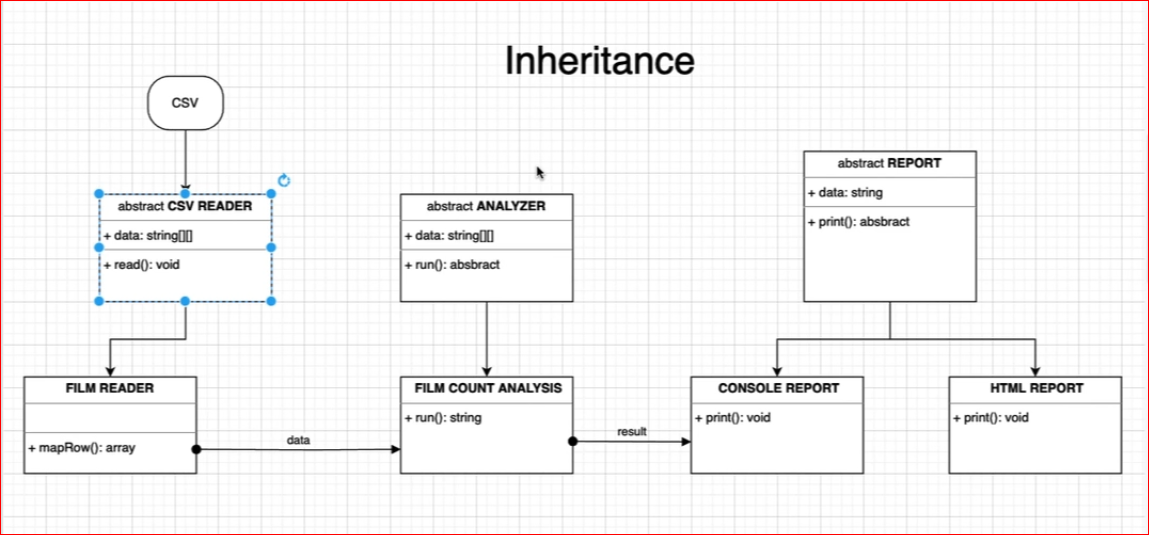 Inheritance
CSV
abstract CSV READER
+ data: string[][]
+ read(): void
abstract ANALYZER
+ data: string[][]
+ run(): absbract
abstract REPORT
+ data: string
+ print(): absbract
FILM READER
+ mapRow(): array
data
FILM COUNT ANALYSIS
+ run(): string
result
CONSOLE REPORT
+ print(): void
HTML REPORT
+ print(): void